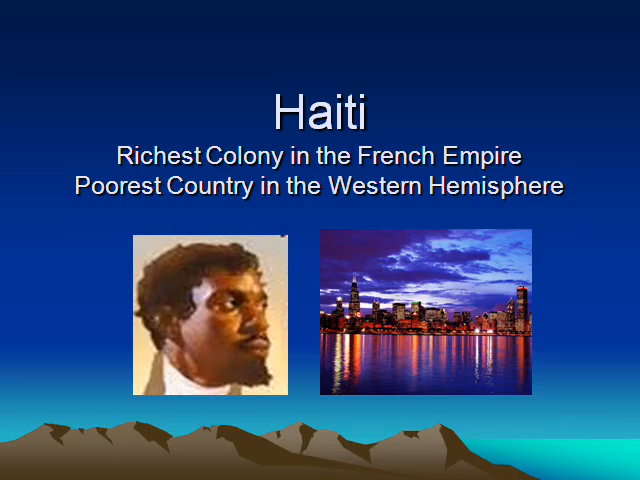 Haiti
Richest Colony in the French Empire
Poorest Country in the Western Hemisphere